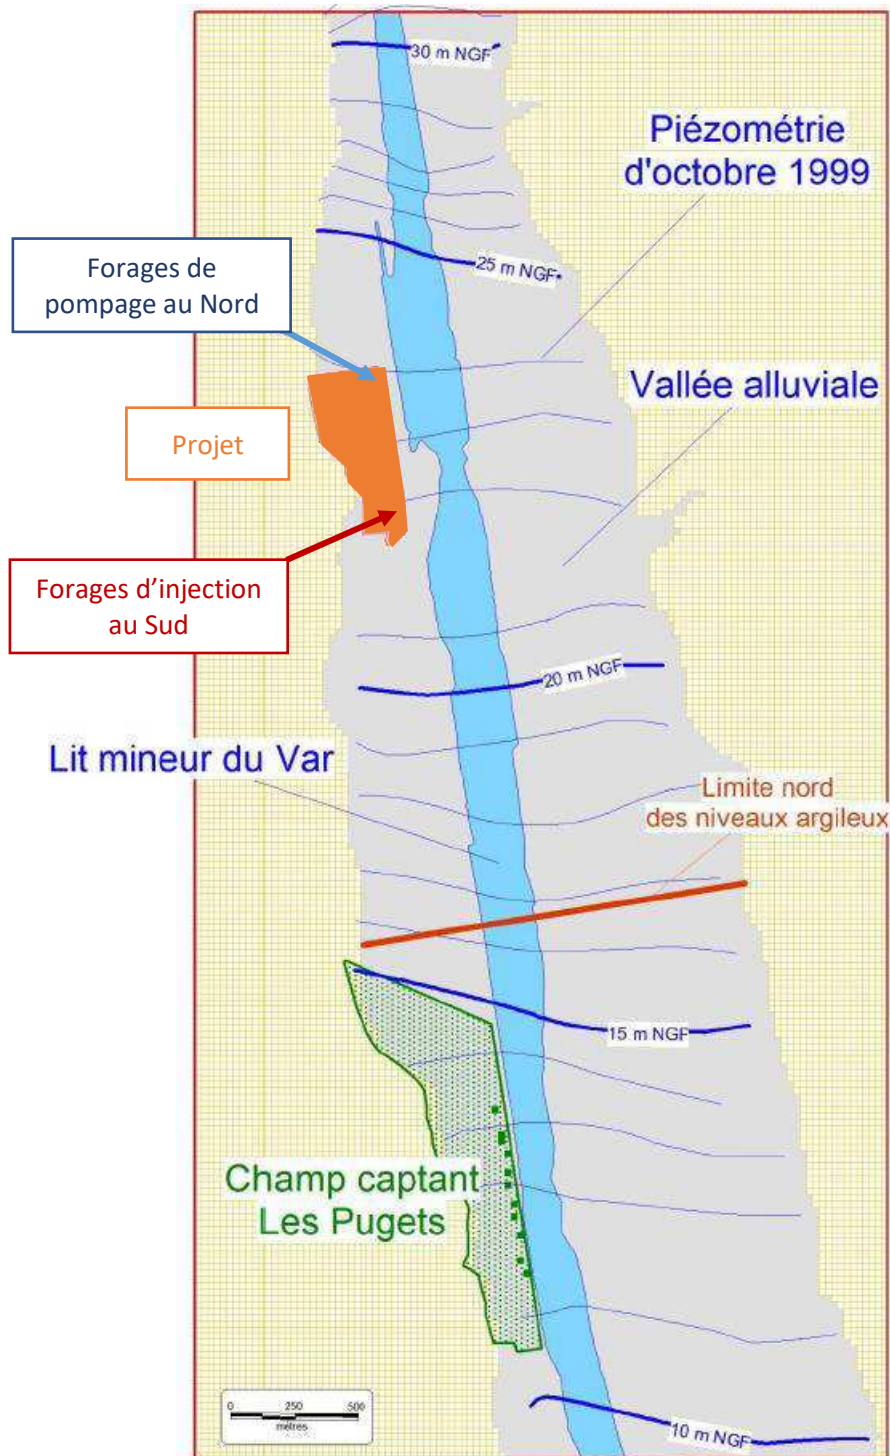 30 m NGF
Piézométrie
d'octobre 1999
Forages de
pompage au Nord
25 m NGF
Vallée alluviale
Projet
Forages d'injection
au Sud
20 m NGF
Lit mineur du Var
Limite nord
des niveaux argileux
15 m NGF
Champ captant
Les Pugets
0 250 500
mètres
10 m NGF